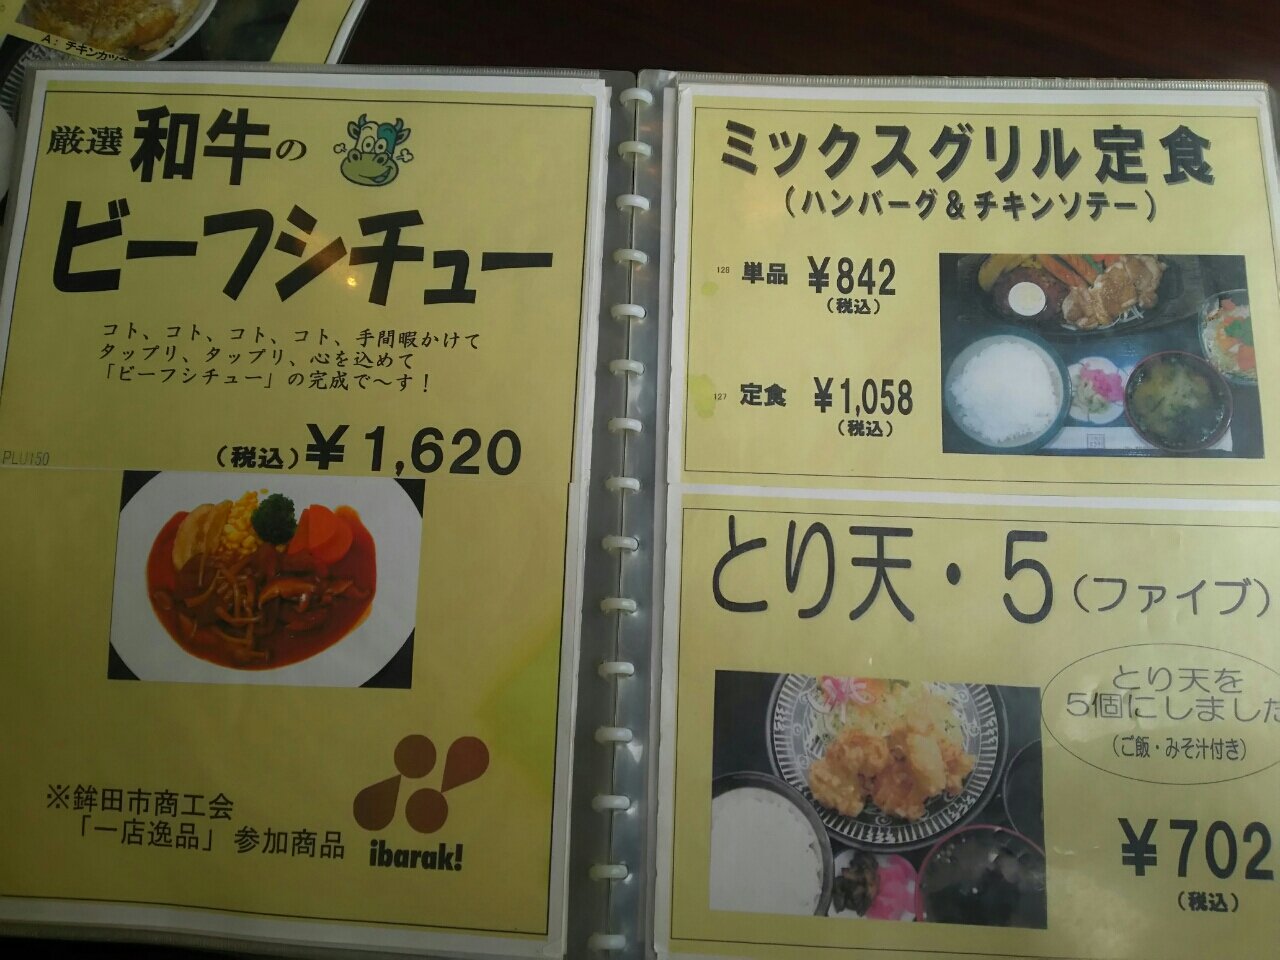 A: チキンカツ
厳選 和牛の
ビーフシチュー
コト、コト、コト、コト、手間暇かけて
タップリ、タップリ、心を込めて
「ビーフシチュー」の完成で〜す！
PLU150
(税込)¥1,620
※鉾田市商工会
「一店逸品」参加商品
ibarak!
ミックスグリル定食
(ハンバーグ&チキンソテー)
128 単品 ¥842
(税込)
127 定食 ¥1,058
(税込)
とり天・5(ファイブ)
とり天を
5個にしました
(ご飯・みそ汁付き)
¥702
(税込)